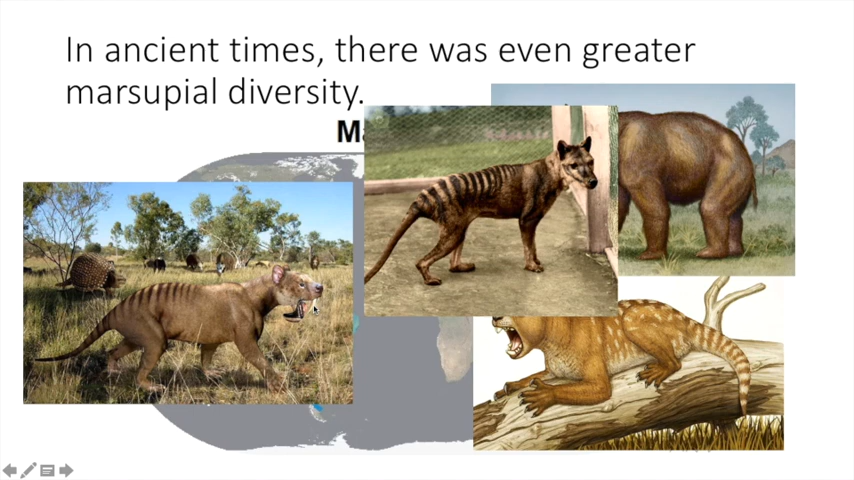 In ancient times, there was even greater
marsupial diversity.